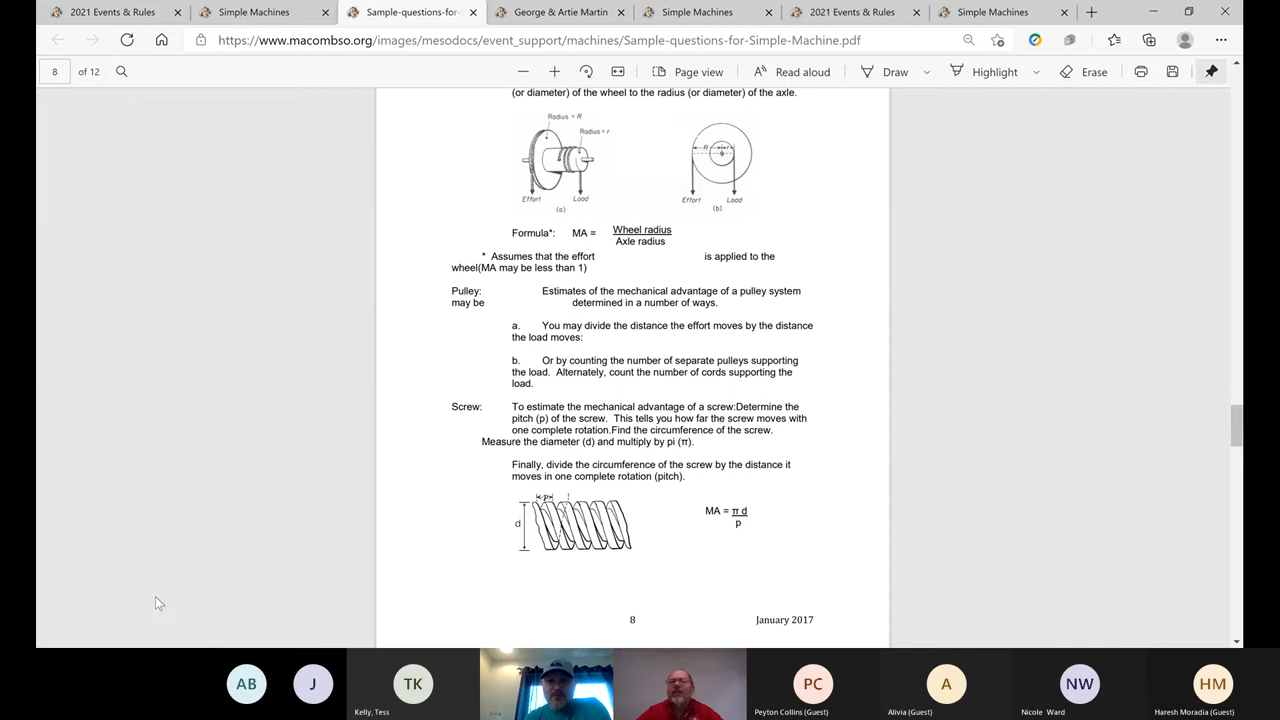 2021 Events & Rules
Simple Machines
Sample-questions-for-
George & Artie Martin
Simple Machines
2021 Events & Rules
Simple Machines
https://www.macombso.org/images/mesodocs/event_support/machines/Sample-questions-for-Simple-Machine.pdf
8 of 12
Page view
Read aloud
Draw
Highlight
Erase
(or diameter) of the wheel to the radius (or diameter) of the axle.
Radius = R
Radius = r
R
r
Effort
Load
Effort
Load
(a)
(b)
Formula*: MA = Wheel radius
Axle radius
* Assumes that the effort is applied to the
wheel(MA may be less than 1)
Pulley: Estimates of the mechanical advantage of a pulley system
may be determined in a number of ways.
a. You may divide the distance the effort moves by the distance
the load moves:
b. Or by counting the number of separate pulleys supporting
the load. Alternately, count the number of cords supporting the
load.
Screw: To estimate the mechanical advantage of a screw:Determine the
pitch (p) of the screw. This tells you how far the screw moves with
one complete rotation.Find the circumference of the screw.
Measure the diameter (d) and multiply by pi (π).
Finally, divide the circumference of the screw by the distance it
moves in one complete rotation (pitch).
p
d
MA = π d
p
8
January 2017
AB
J
TK
Kelly, Tess
PC
Peyton Collins (Guest)
A
Alivia (Guest)
NW
Nicole Ward
HM
Haresh Moradia (Guest)